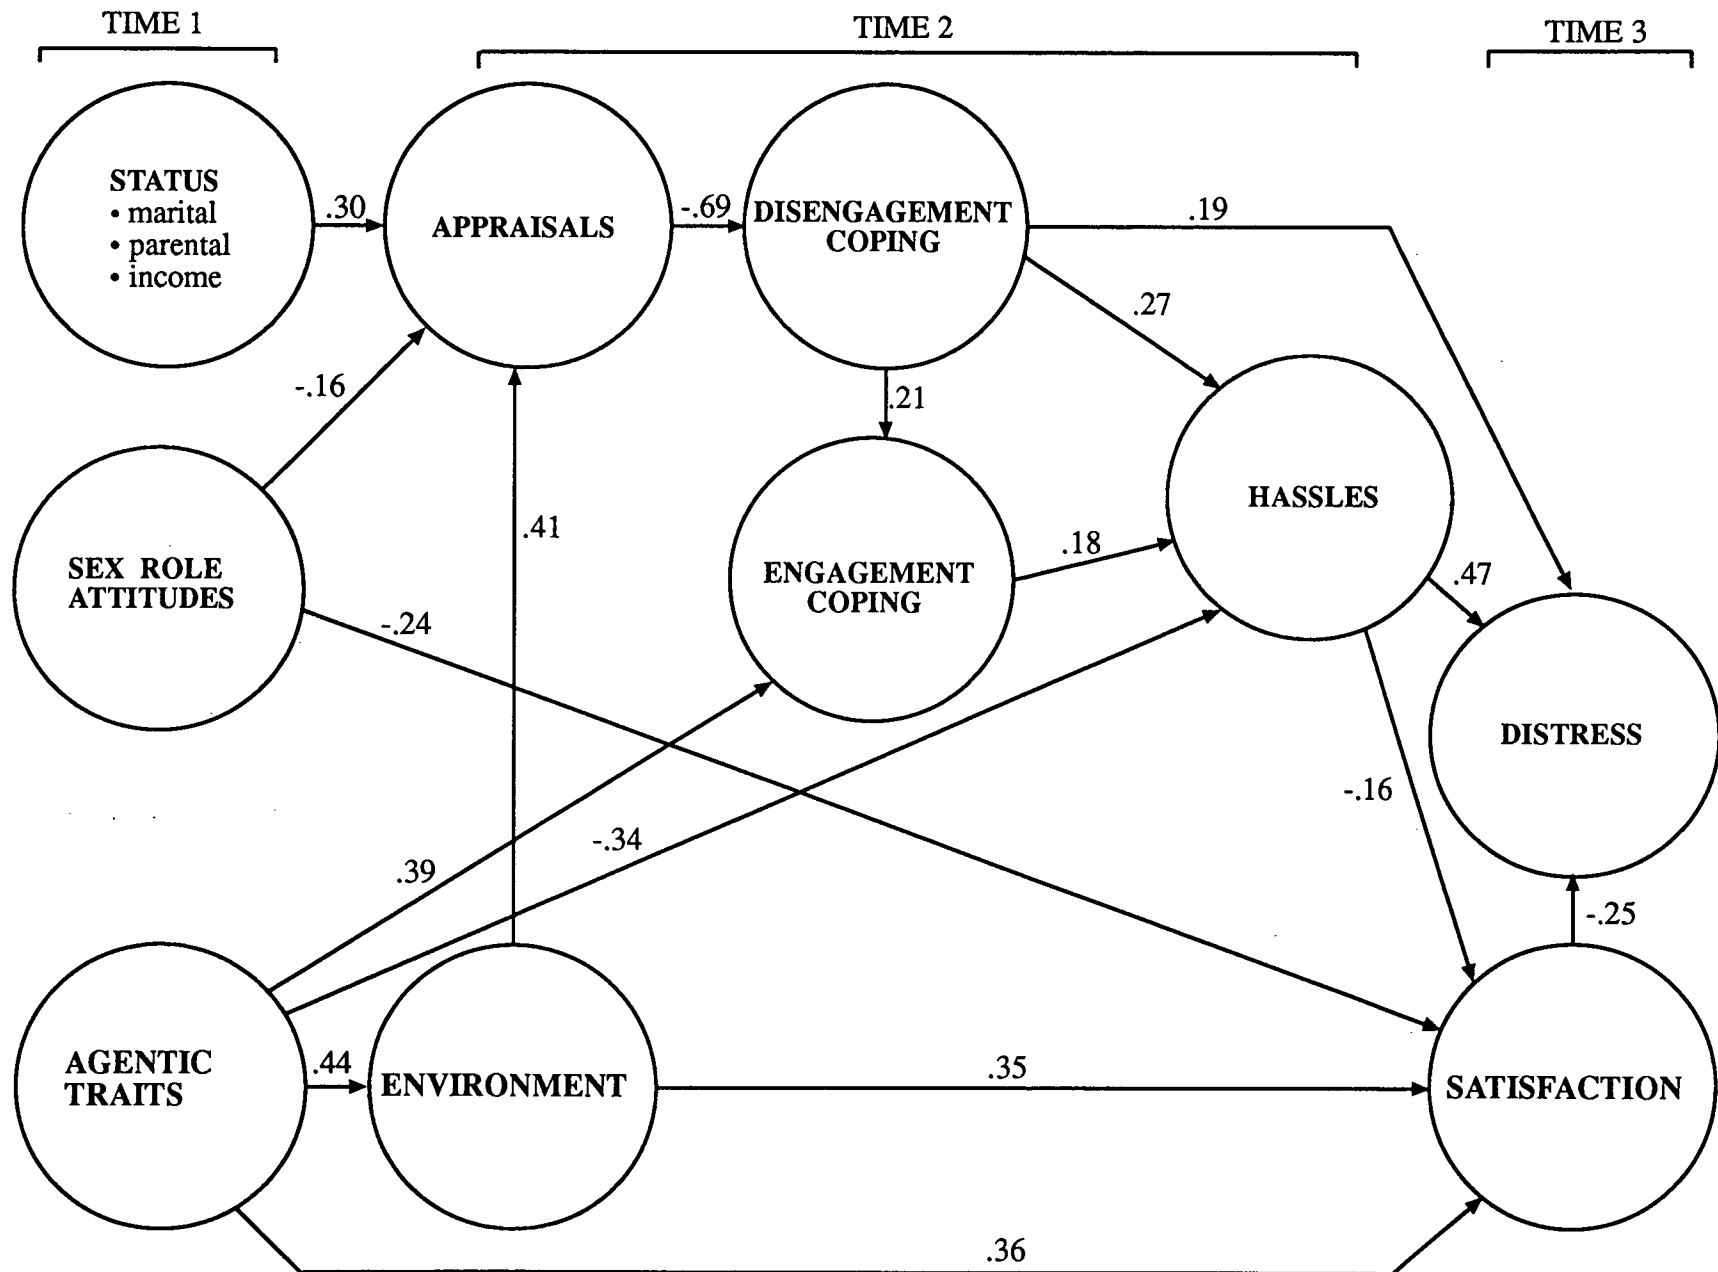 TIME 1
TIME 2
TIME 3
STATUS
• marital
• parental
• income
.30
APPRAISALS
-.69
DISENGAGEMENT
COPING
.19
.27
-.16
.21
HASSLES
.41
.18
SEX ROLE
ATTITUDES
ENGAGEMENT
COPING
.47
-.24
DISTRESS
-.16
-.34
.39
-.25
AGENTIC
TRAITS
.44
ENVIRONMENT
.35
SATISFACTION
.36